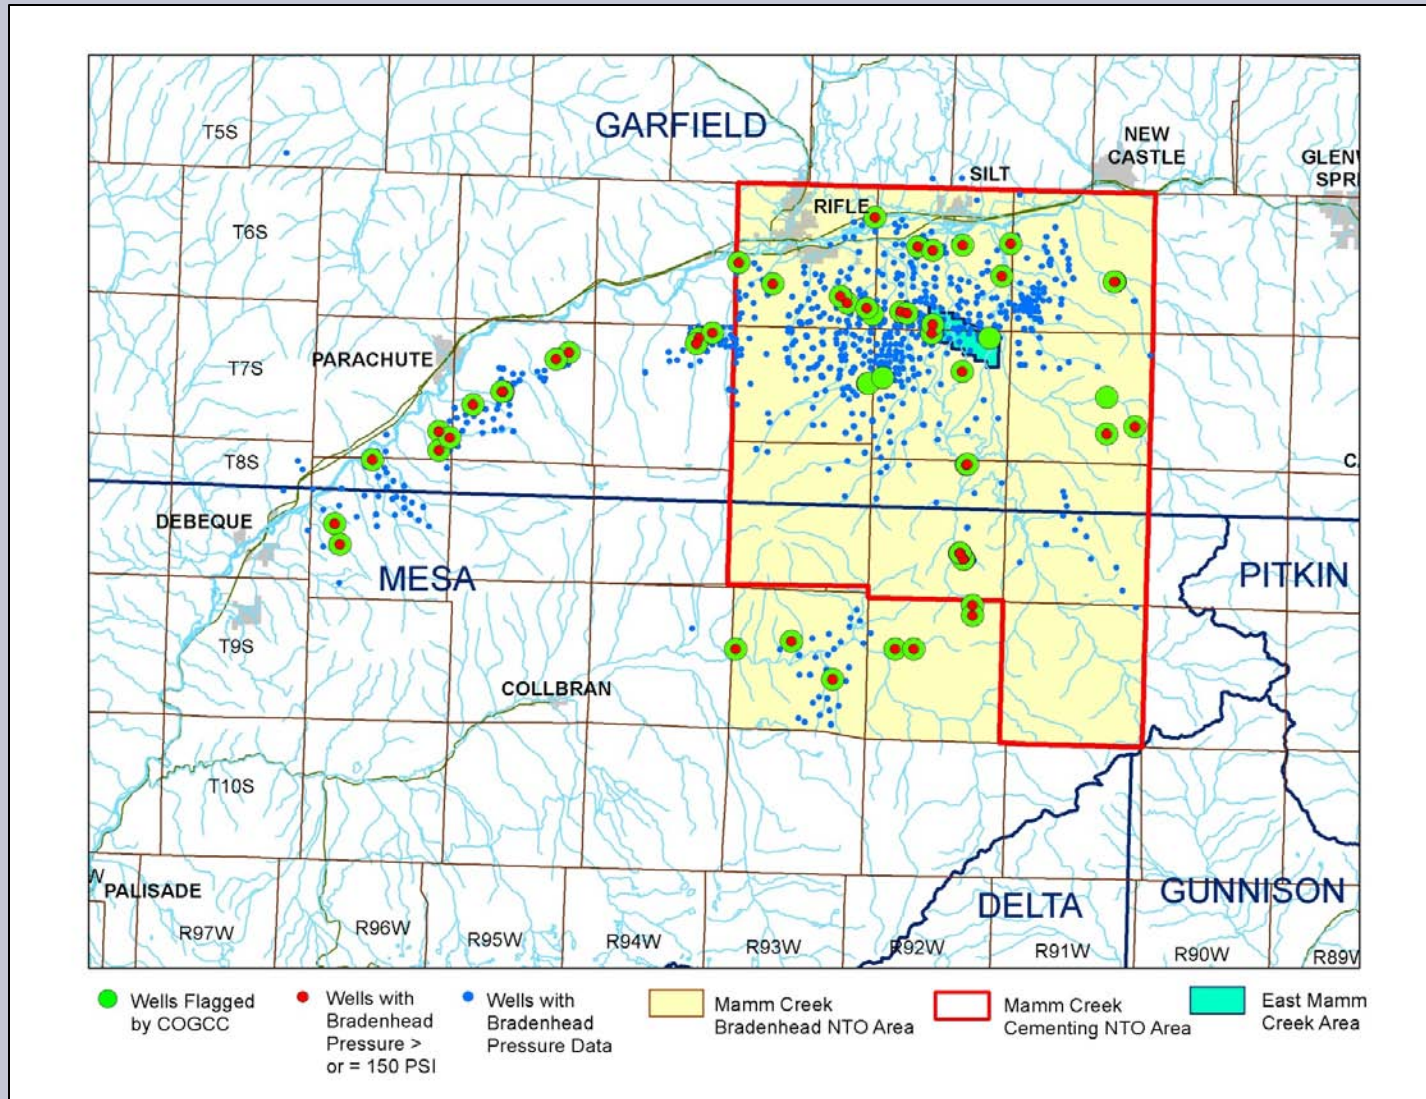 T5S
GARFIELD
NEW
CASTLE
GLENW
SPRI
SILT
RIFLE
T6S
PARACHUTE
T7S
T8S
C.
DEBEQUE
MESA
PITKIN
T9S
COLLBRAN
T10S
W
PALISADE
DELTA
GUNNISON
R97W
R96W
R95W
R94W
R93W
R92W
R91W
R90W
R89W
Wells Flagged
by COGCC
Wells with
Bradenhead
Pressure >
or = 150 PSI
Wells with
Bradenhead
Pressure Data
Mamm Creek
Bradenhead NTO Area
Mamm Creek
Cementing NTO Area
East Mamm
Creek Area